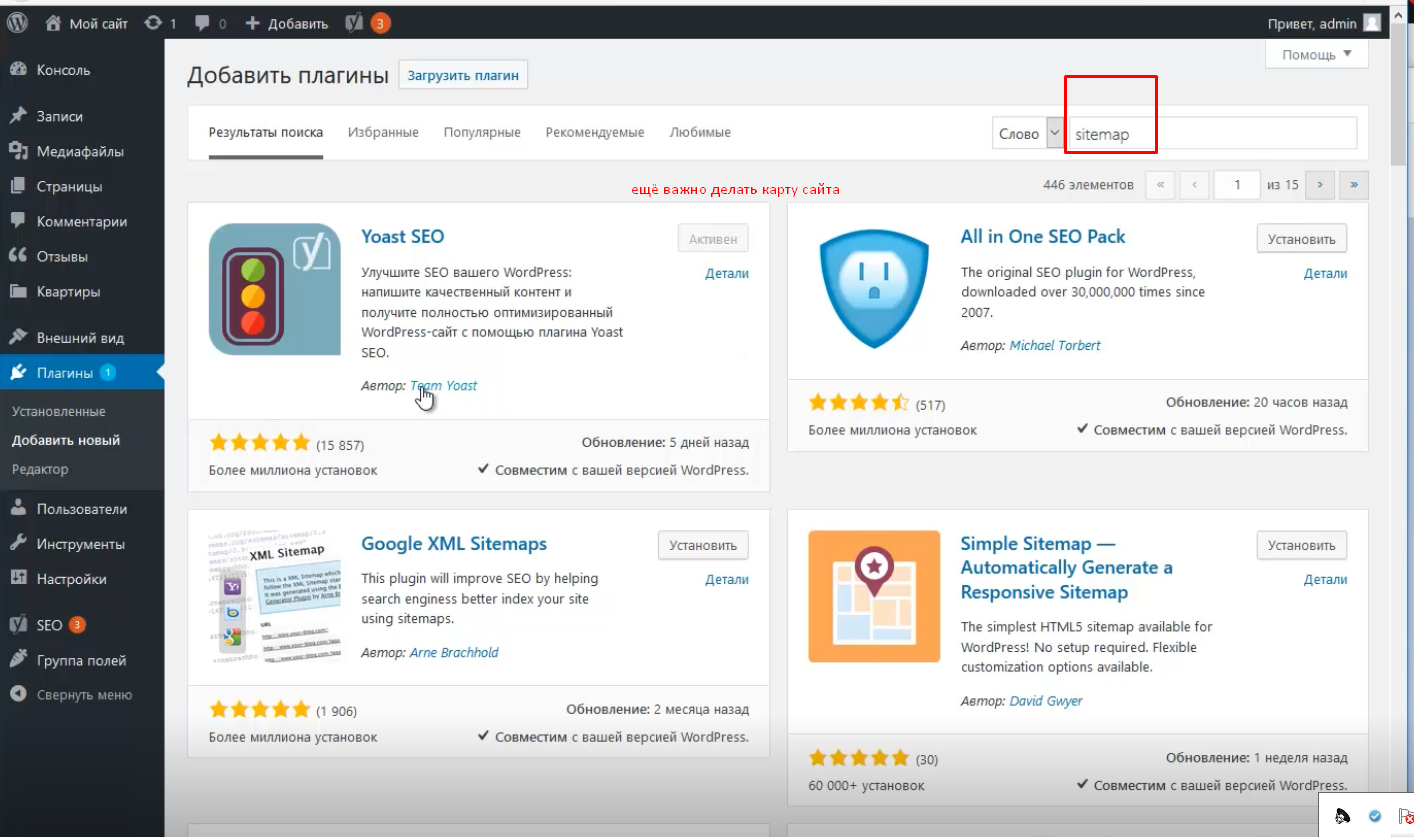 Мой сайт 1 0 Добавить 3 Привет, admin
Помощь
Консоль
Записи
Медиафайлы
Страницы
Комментарии
Отзывы
Квартиры
Внешний вид
Плагины 1
Установленные
Добавить новый
Редактор
Пользователи
Инструменты
Настройки
SEO 3
Группа полей
Свернуть меню
Добавить плагины Загрузить плагин
Результаты поиска Избранные Популярные Рекомендуемые Любимые Слово sitemap
ещё важно делать карту сайта
446 элементов « ‹ 1 из 15 › »
Yoast SEO
Активен
Детали
Улучшите SEO вашего WordPress:
напишите качественный контент и
получите полностью оптимизированный
WordPress-сайт с помощью плагина Yoast
SEO.
Автор: Team Yoast
(15 857) Обновление: 5 дней назад
Более миллиона установок Совместим с вашей версией WordPress.
All in One SEO Pack
Установить
Детали
The original SEO plugin for WordPress,
downloaded over 30,000,000 times since
2007.
Автор: Michael Torbert
(517) Обновление: 20 часов назад
Более миллиона установок Совместим с вашей версией WordPress.
XML Sitemap
Google XML Sitemaps
Установить
Детали
This plugin will improve SEO by helping
search enginess better index your site
using sitemaps.
Автор: Arne Brachhold
(1 906) Обновление: 2 месяца назад
Более миллиона установок Совместим с вашей версией WordPress.
Simple Sitemap —
Automatically Generate a
Responsive Sitemap
Установить
Детали
The simplest HTML5 sitemap available for
WordPress! No setup required. Flexible
customization options available.
Автор: David Gwyer
(30) Обновление: 1 неделя назад
60 000+ установок Совместим с вашей версией WordPress.